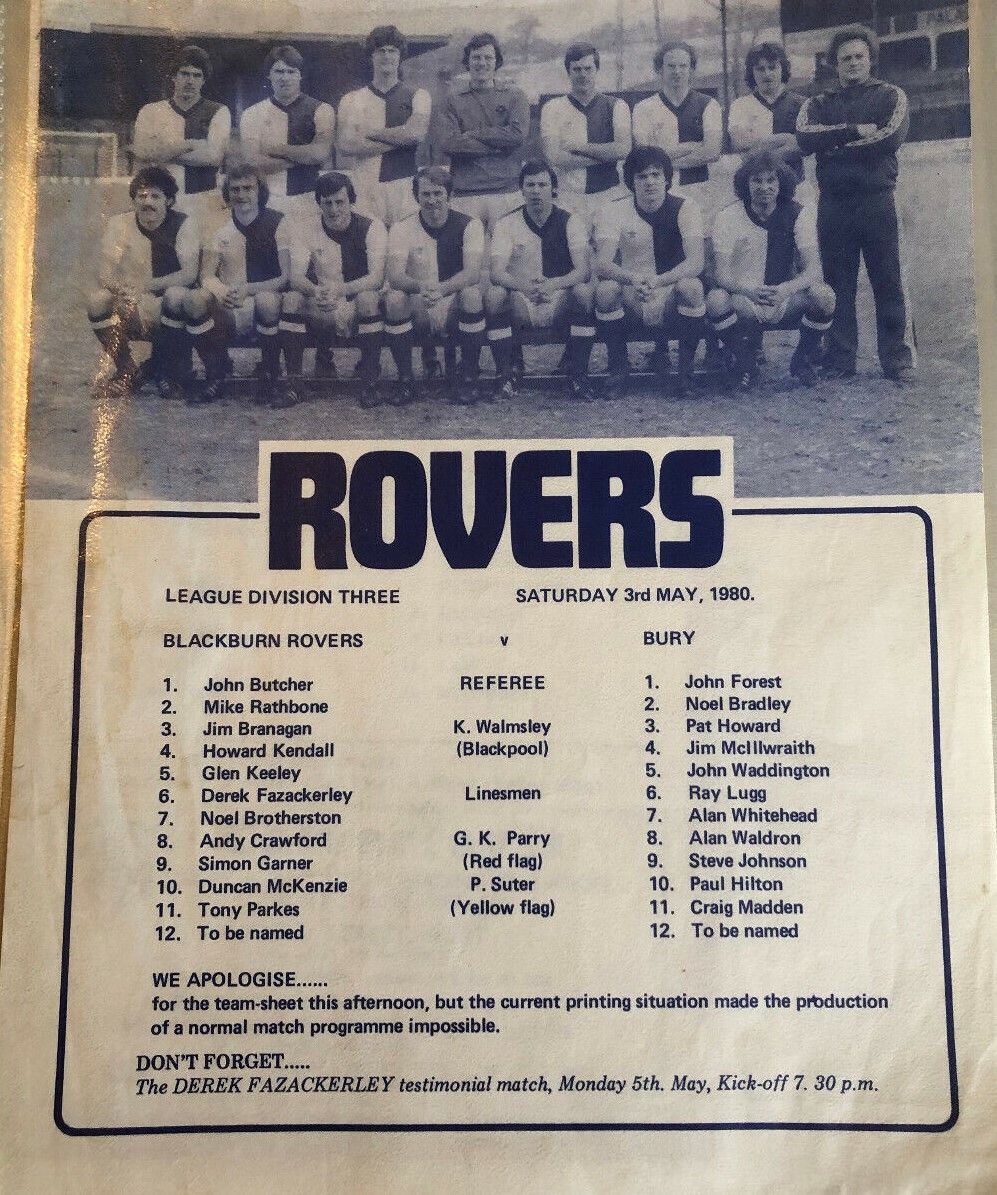 ROVERS
LEAGUE DIVISION THREE SATURDAY 3rd MAY, 1980.
BLACKBURN ROVERS v BURY
1. John Butcher REFEREE 1. John Forest
2. Mike Rathbone 2. Noel Bradley
3. Jim Branagan K. Walmsley 3. Pat Howard
4. Howard Kendall (Blackpool) 4. Jim McIllwraith
5. Glen Keeley 5. John Waddington
6. Derek Fazackerley Linesmen 6. Ray Lugg
7. Noel Brotherston 7. Alan Whitehead
8. Andy Crawford G. K. Parry 8. Alan Waldron
9. Simon Garner (Red flag) 9. Steve Johnson
10. Duncan McKenzie P. Suter 10. Paul Hilton
11. Tony Parkes (Yellow flag) 11. Craig Madden
12. To be named 12. To be named
WE APOLOGISE......
for the team-sheet this afternoon, but the current printing situation made the production
of a normal match programme impossible.
DON'T FORGET.....
The DEREK FAZACKERLEY testimonial match, Monday 5th. May, Kick-off 7. 30 p.m.